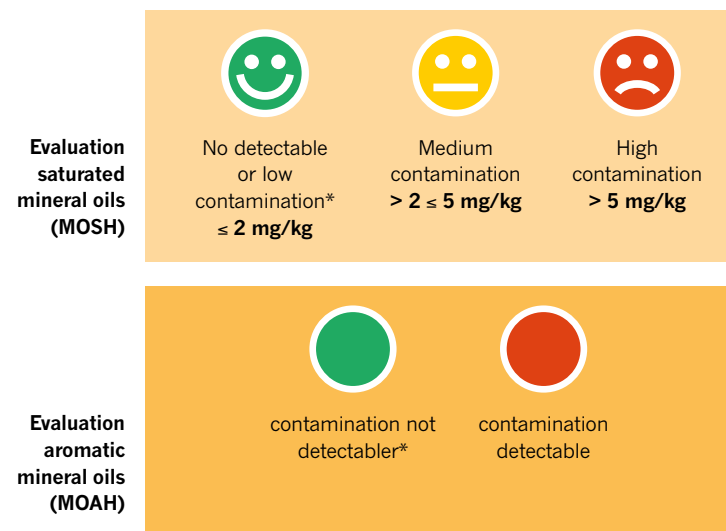 Evaluation
saturated
mineral oils
(MOSH)
No detectable
or low
contamination*
≤ 2 mg/kg
Medium
contamination
> 2 ≤ 5 mg/kg
High
contamination
> 5 mg/kg
Evaluation
aromatic
mineral oils
(MOAH)
contamination not
detectabler*
contamination
detectable